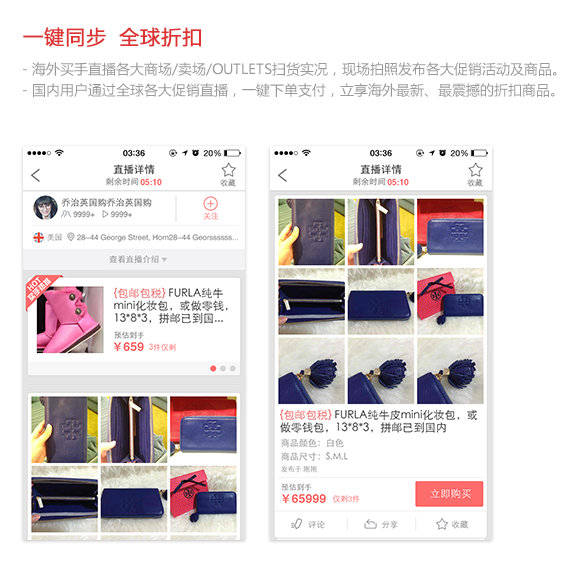 一键同步 全球折扣
- 海外买手直播各大商场/卖场/OUTLETS扫货实况，现场拍照发布各大促销活动及商品。
- 国内用户通过全球各大促销直播，一键下单支付，立享海外最新、最震撼的折扣商品。
03:36 20%
直播详情
剩余时间 05:10
收藏
乔治英国购乔治英国购
9999+ 9999+
关注
美国 28–44 George Street, Horn28–44 Georssssss...
查看直播介绍
HOT
{包邮包税} FURLA纯牛
mini化妆包，或做零钱，
13*8*3，拼邮已到国...
预估到手
¥659 3件仅剩
03:36 20%
直播详情
剩余时间 05:10
收藏
{包邮包税} FURLA纯牛皮mini化妆包，或
做零钱包，13*8*3，拼邮已到国内
商品颜色：白色
商品尺寸：S.M.L
发布于 刚刚
预估到手
¥65999 仅剩3件
立即购买
评论 分享 收藏